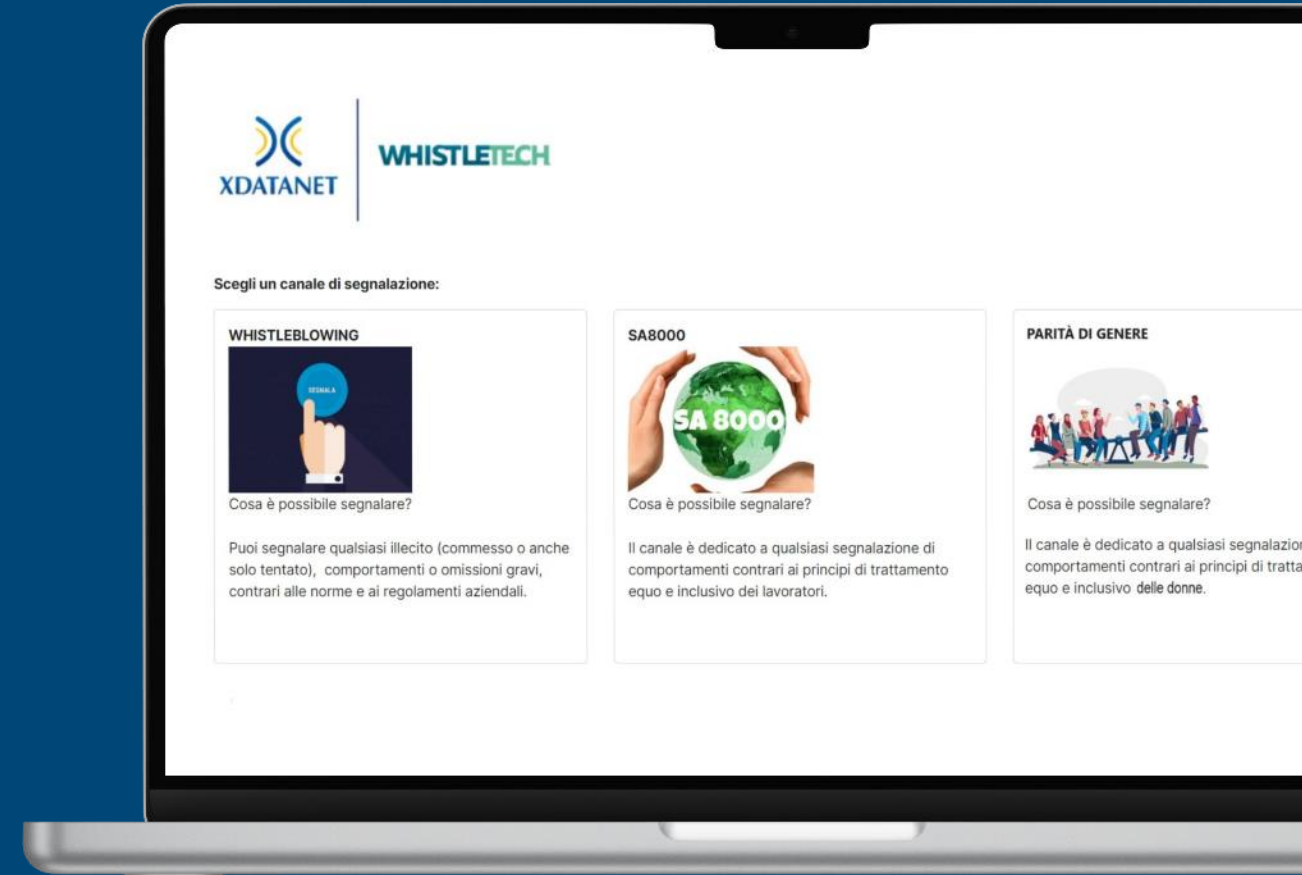 XDATANET
WHISTLETECH
Scegli un canale di segnalazione:
WHISTLEBLOWING
SEGNALA
Cosa è possibile segnalare?
Puoi segnalare qualsiasi illecito (commesso o anche
solo tentato), comportamenti o omissioni gravi,
contrari alle norme e ai regolamenti aziendali.
SA8000
SA 8000
Cosa è possibile segnalare?
Il canale è dedicato a qualsiasi segnalazione di
comportamenti contrari ai principi di trattamento
equo e inclusivo dei lavoratori.
PARITÀ DI GENERE
Cosa è possibile segnalare?
Il canale è dedicato a qualsiasi segnalazion
comportamenti contrari ai principi di tratta
equo e inclusivo delle donne.